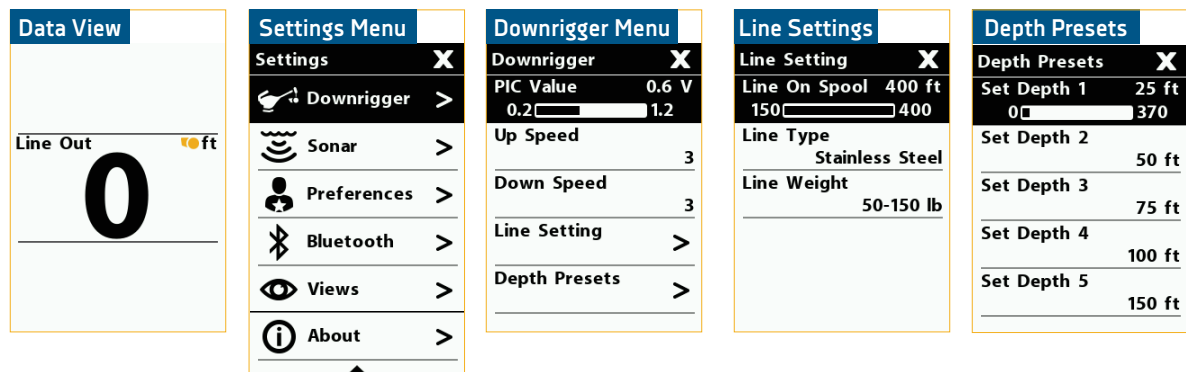 Data View
Line Out ft
0
Settings Menu
Settings X
Downrigger >
Sonar >
Preferences >
Bluetooth >
Views >
About >
Downrigger Menu
Downrigger X
PIC Value 0.6 V
0.2 1.2
Up Speed
3
Down Speed
3
Line Setting >
Depth Presets >
Line Settings
Line Setting X
Line On Spool 400 ft
150 400
Line Type
Stainless Steel
Line Weight
50-150 lb
Depth Presets
Depth Presets X
Set Depth 1 25 ft
0 370
Set Depth 2
50 ft
Set Depth 3
75 ft
Set Depth 4
100 ft
Set Depth 5
150 ft